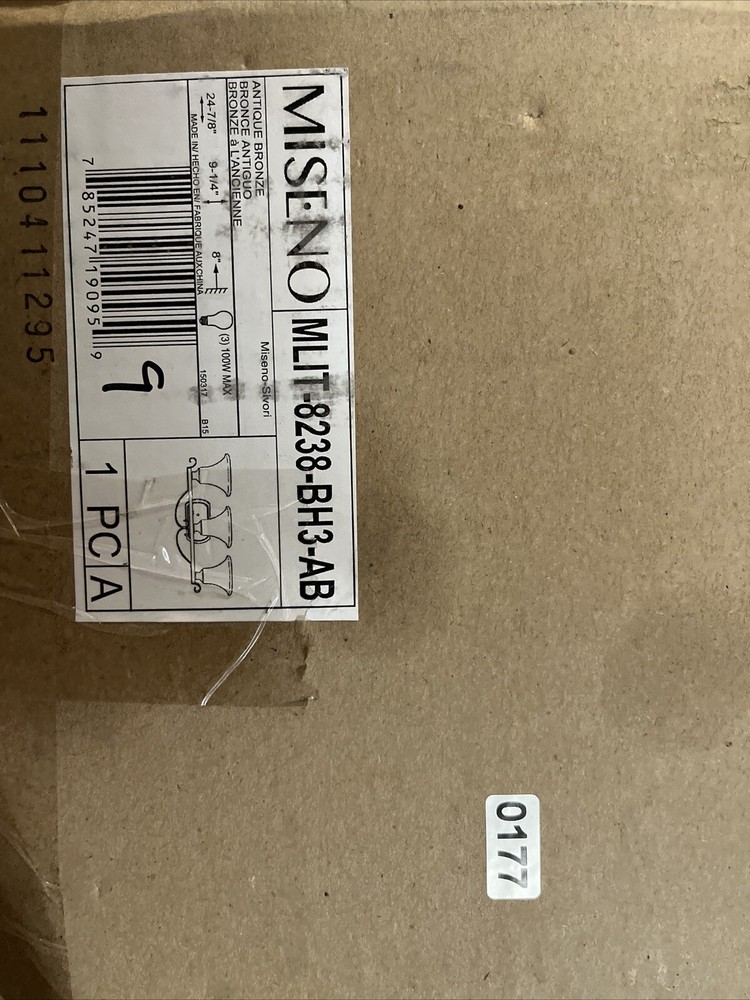 MISENO
MLIT-8238-BH3-AB
ANTIQUE BRONZE
BRONCE ANTIGUO
BRONZE à L'ANCIENNE
Miseno-Sivori
24-7/8" 9-1/4" 8" (3) 100W MAX
MADE IN/ HECHO EN/ FABRIQUE AUX:CHINA 150317 B15
7 85247 19095 9
9
1 PC A
1110411295
0177